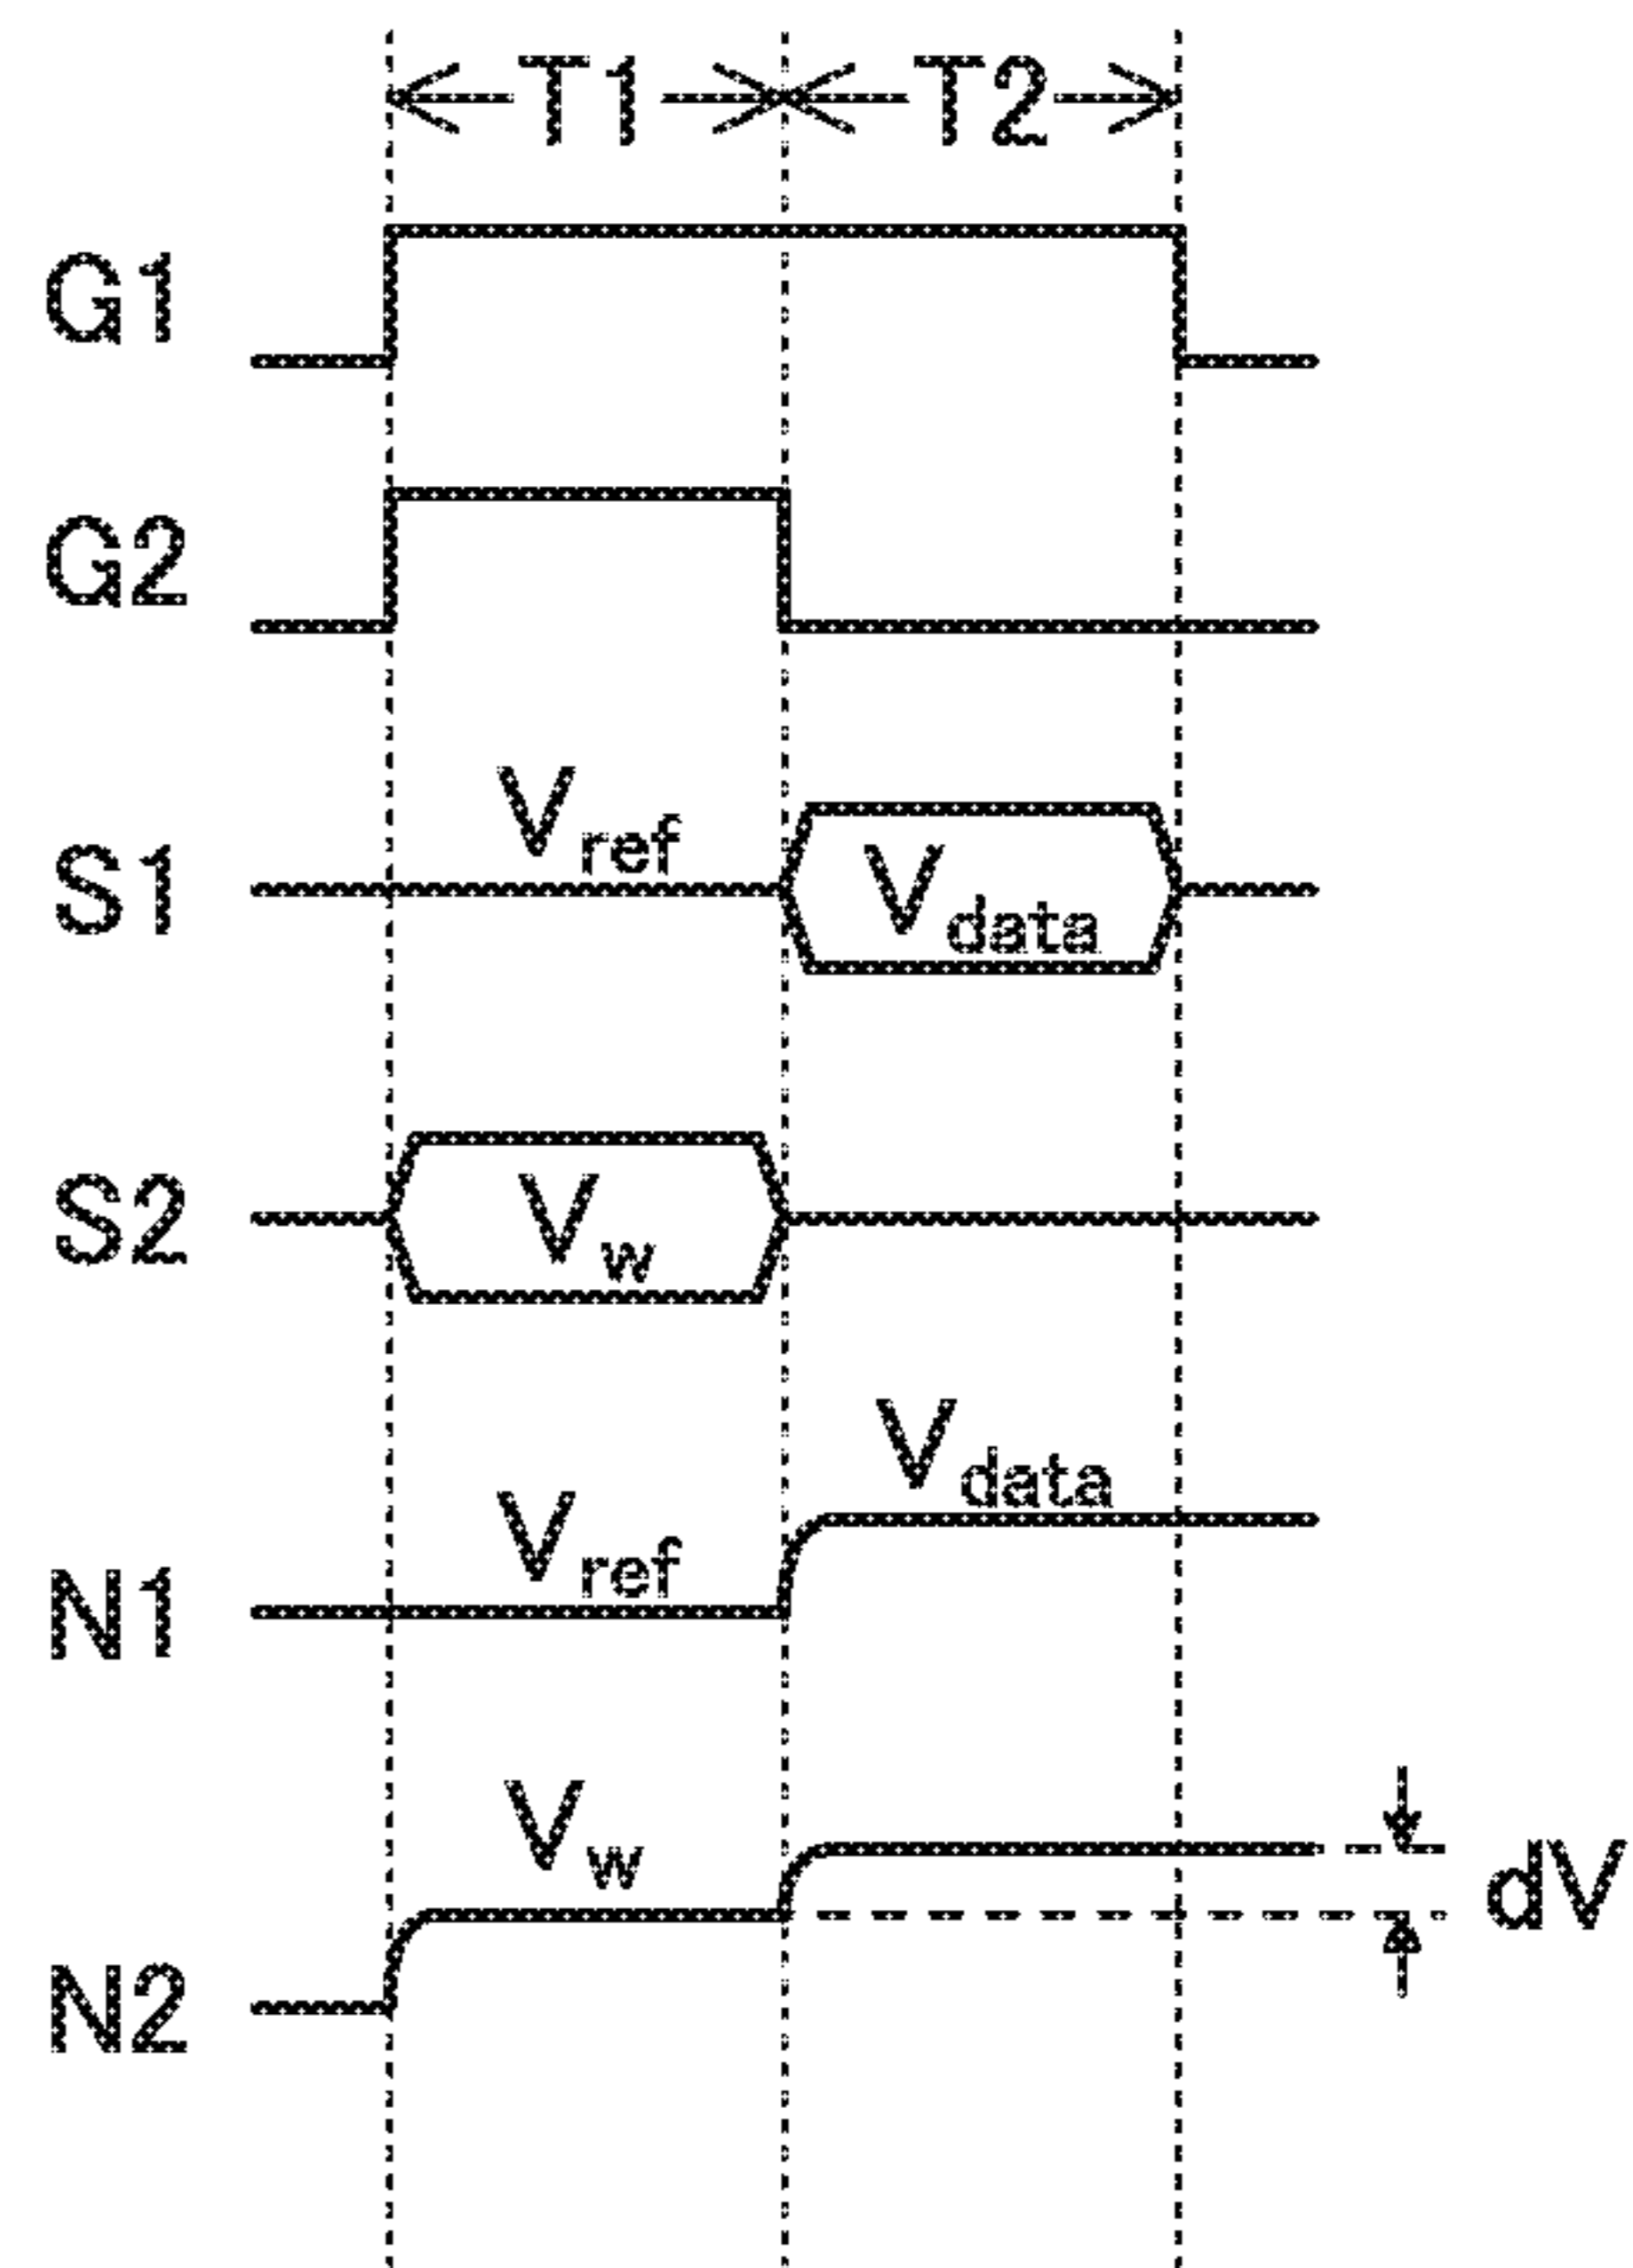 T1 T2
G1
G2
S1 Vref Vdata
S2 Vw
Vdata
N1 Vref
Vw
dV
N2